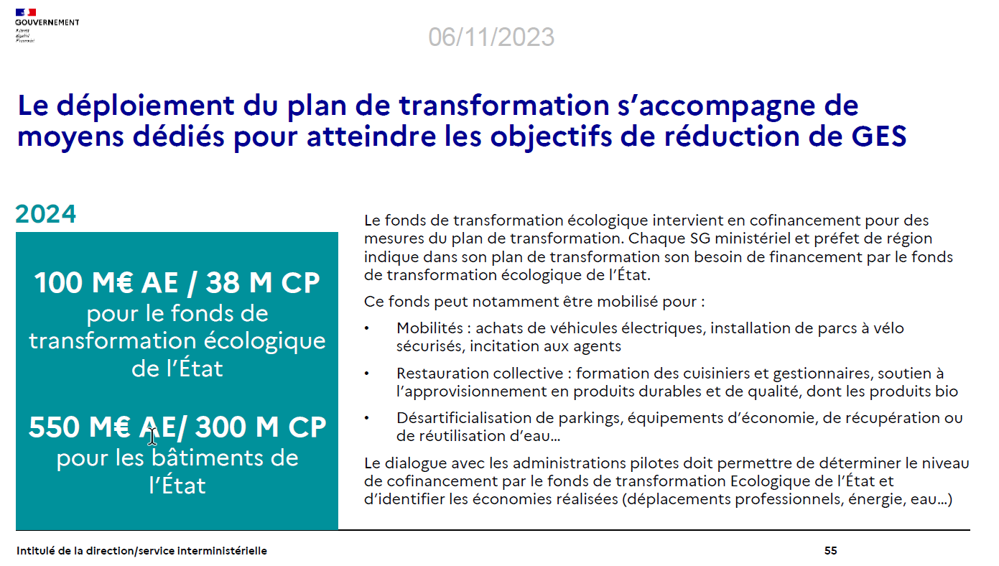 GOUVERNEMENT
Liberté
Égalité
Fraternité
06/11/2023
Le déploiement du plan de transformation s’accompagne de
moyens dédiés pour atteindre les objectifs de réduction de GES
2024
100 M€ AE / 38 M CP
pour le fonds de
transformation écologique
de l’État
550 M€ AE/ 300 M CP
pour les bâtiments de
l’État
Le fonds de transformation écologique intervient en cofinancement pour des
mesures du plan de transformation. Chaque SG ministériel et préfet de région
indique dans son plan de transformation son besoin de financement par le fonds
de transformation écologique de l’État.
Ce fonds peut notamment être mobilisé pour :
• Mobilités : achats de véhicules électriques, installation de parcs à vélo
sécurisés, incitation aux agents
• Restauration collective : formation des cuisiniers et gestionnaires, soutien à
l’approvisionnement en produits durables et de qualité, dont les produits bio
• Désartificialisation de parkings, équipements d’économie, de récupération ou
de réutilisation d’eau…
Le dialogue avec les administrations pilotes doit permettre de déterminer le niveau
de cofinancement par le fonds de transformation Ecologique de l’État et
d’identifier les économies réalisées (déplacements professionnels, énergie, eau…)
Intitulé de la direction/service interministérielle
55